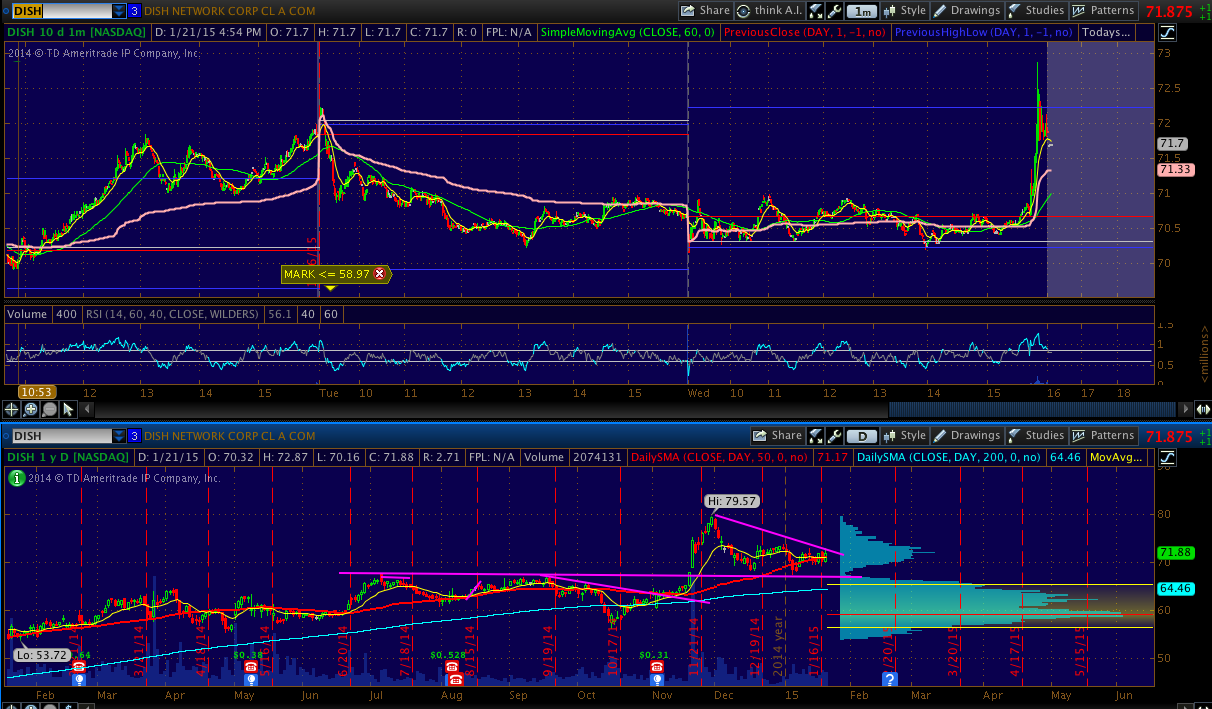 DISH 3 DISH NETWORK CORP CL A COM Share think A.I. 1m Style Drawings Studies Patterns 71.875 +1
DISH 10 d 1m [NASDAQ] D: 1/21/15 4:54 PM O: 71.7 H: 71.7 L: 71.7 C: 71.7 R: 0 FPL: N/A SimpleMovingAvg (CLOSE, 60, 0) PreviousClose (DAY, 1, -1, no) PreviousHighLow (DAY, 1, -1, no) Todays...
2014 © TD Ameritrade IP Company, Inc.
73
72.5
72
71.7
71.5
71.33
71
70.5
70
MARK <= 58.97
Volume 400 RSI (14, 60, 40, CLOSE, WILDERS) 56.1 40 60
1.5
1
0.5
0
<millions>
10:53 12 13 14 15 Tue 10 11 12 13 14 15 Wed 10 11 12 13 14 15 16 17 18
DISH 3 DISH NETWORK CORP CL A COM Share D Style Drawings Studies Patterns 71.875 +1
DISH 1 y D [NASDAQ] D: 1/21/15 O: 70.32 H: 72.87 L: 70.16 C: 71.88 R: 2.71 FPL: N/A Volume 2074131 DailySMA (CLOSE, DAY, 50, 0, no) 71.17 DailySMA (CLOSE, DAY, 200, 0, no) 64.46 MovAvg...
2014 © TD Ameritrade IP Company, Inc.
Hi: 79.57
80
71.88
70
64.46
60
50
Lo: 53.72
$0.38 $0.528 $0.31
3/21/14 6/20/14 7/18/14 9/19/14 10/17/14 11/21/14 12/19/14 2014 year 1/16/15 3/20/15 4/17/15 5/15/15
Feb Mar Apr May Jun Jul Aug Sep Oct Nov Dec 15 Feb Mar Apr May Jun